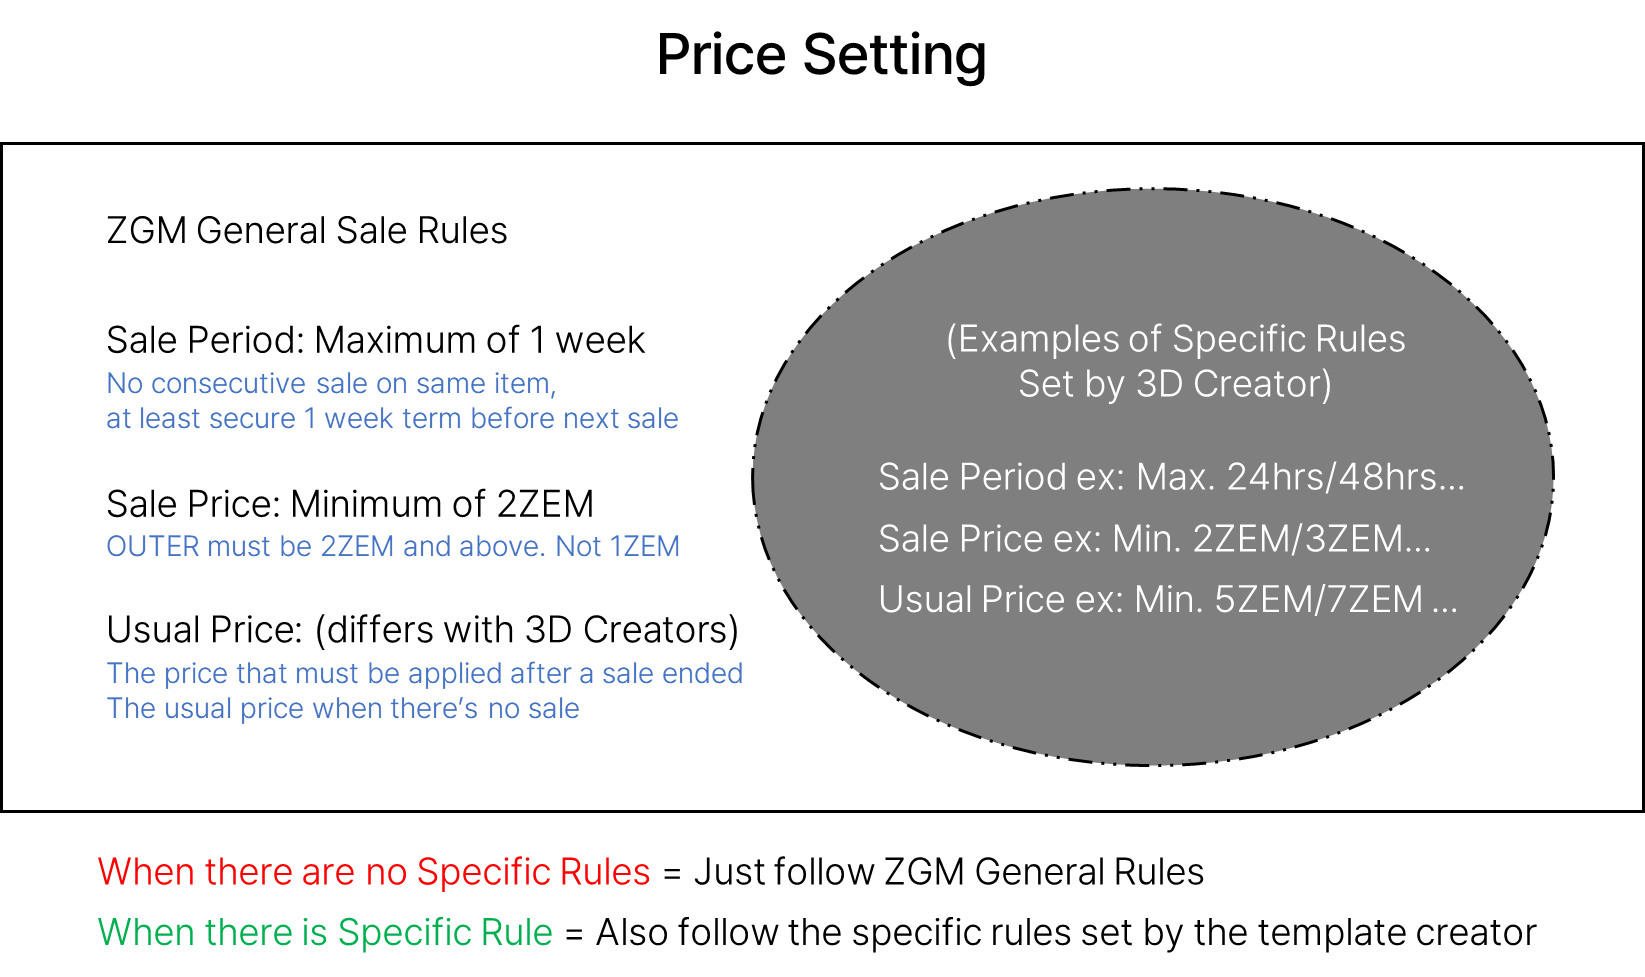 Price Setting
ZGM General Sale Rules
Sale Period: Maximum of 1 week
No consecutive sale on same item,
at least secure 1 week term before next sale
Sale Price: Minimum of 2ZEM
OUTER must be 2ZEM and above. Not 1ZEM
Usual Price: (differs with 3D Creators)
The price that must be applied after a sale ended
The usual price when there’s no sale
(Examples of Specific Rules
Set by 3D Creator)
Sale Period ex: Max. 24hrs/48hrs...
Sale Price ex: Min. 2ZEM/3ZEM...
Usual Price ex: Min. 5ZEM/7ZEM ...
When there are no Specific Rules = Just follow ZGM General Rules
When there is Specific Rule = Also follow the specific rules set by the template creator